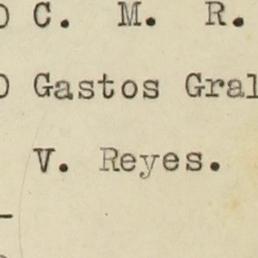 C. M. R.
Gastos Gral
V. Reyes.